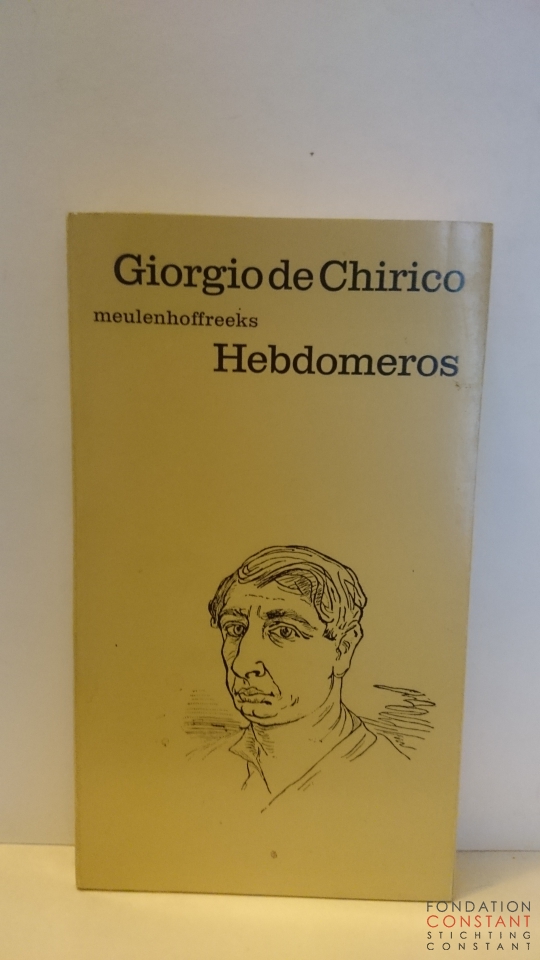 Giorgio de Chirico
meulenhoffreeks
Hebdomeros
FONDATION
CONSTANT
STICHTING
CONSTANT